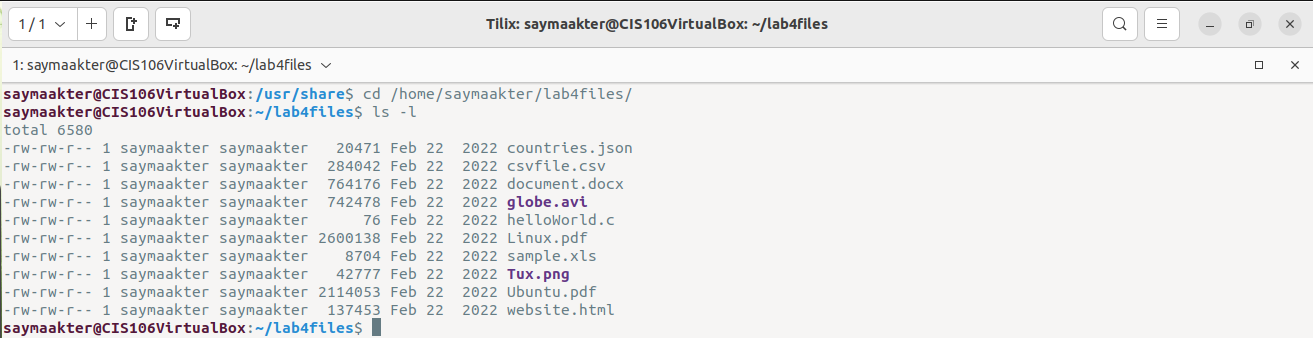 1 / 1 Tilix: saymaakter@CIS106VirtualBox: ~/lab4files
1: saymaakter@CIS106VirtualBox: ~/lab4files
saymaakter@CIS106VirtualBox:/usr/share$ cd /home/saymaakter/lab4files/
saymaakter@CIS106VirtualBox:~/lab4files$ ls -l
total 6580
-rw-rw-r-- 1 saymaakter saymaakter   20471 Feb 22  2022 countries.json
-rw-rw-r-- 1 saymaakter saymaakter  284042 Feb 22  2022 csvfile.csv
-rw-rw-r-- 1 saymaakter saymaakter  764176 Feb 22  2022 document.docx
-rw-rw-r-- 1 saymaakter saymaakter  742478 Feb 22  2022 globe.avi
-rw-rw-r-- 1 saymaakter saymaakter      76 Feb 22  2022 helloWorld.c
-rw-rw-r-- 1 saymaakter saymaakter 2600138 Feb 22  2022 Linux.pdf
-rw-rw-r-- 1 saymaakter saymaakter    8704 Feb 22  2022 sample.xls
-rw-rw-r-- 1 saymaakter saymaakter   42777 Feb 22  2022 Tux.png
-rw-rw-r-- 1 saymaakter saymaakter 2114053 Feb 22  2022 Ubuntu.pdf
-rw-rw-r-- 1 saymaakter saymaakter  137453 Feb 22  2022 website.html
saymaakter@CIS106VirtualBox:~/lab4files$